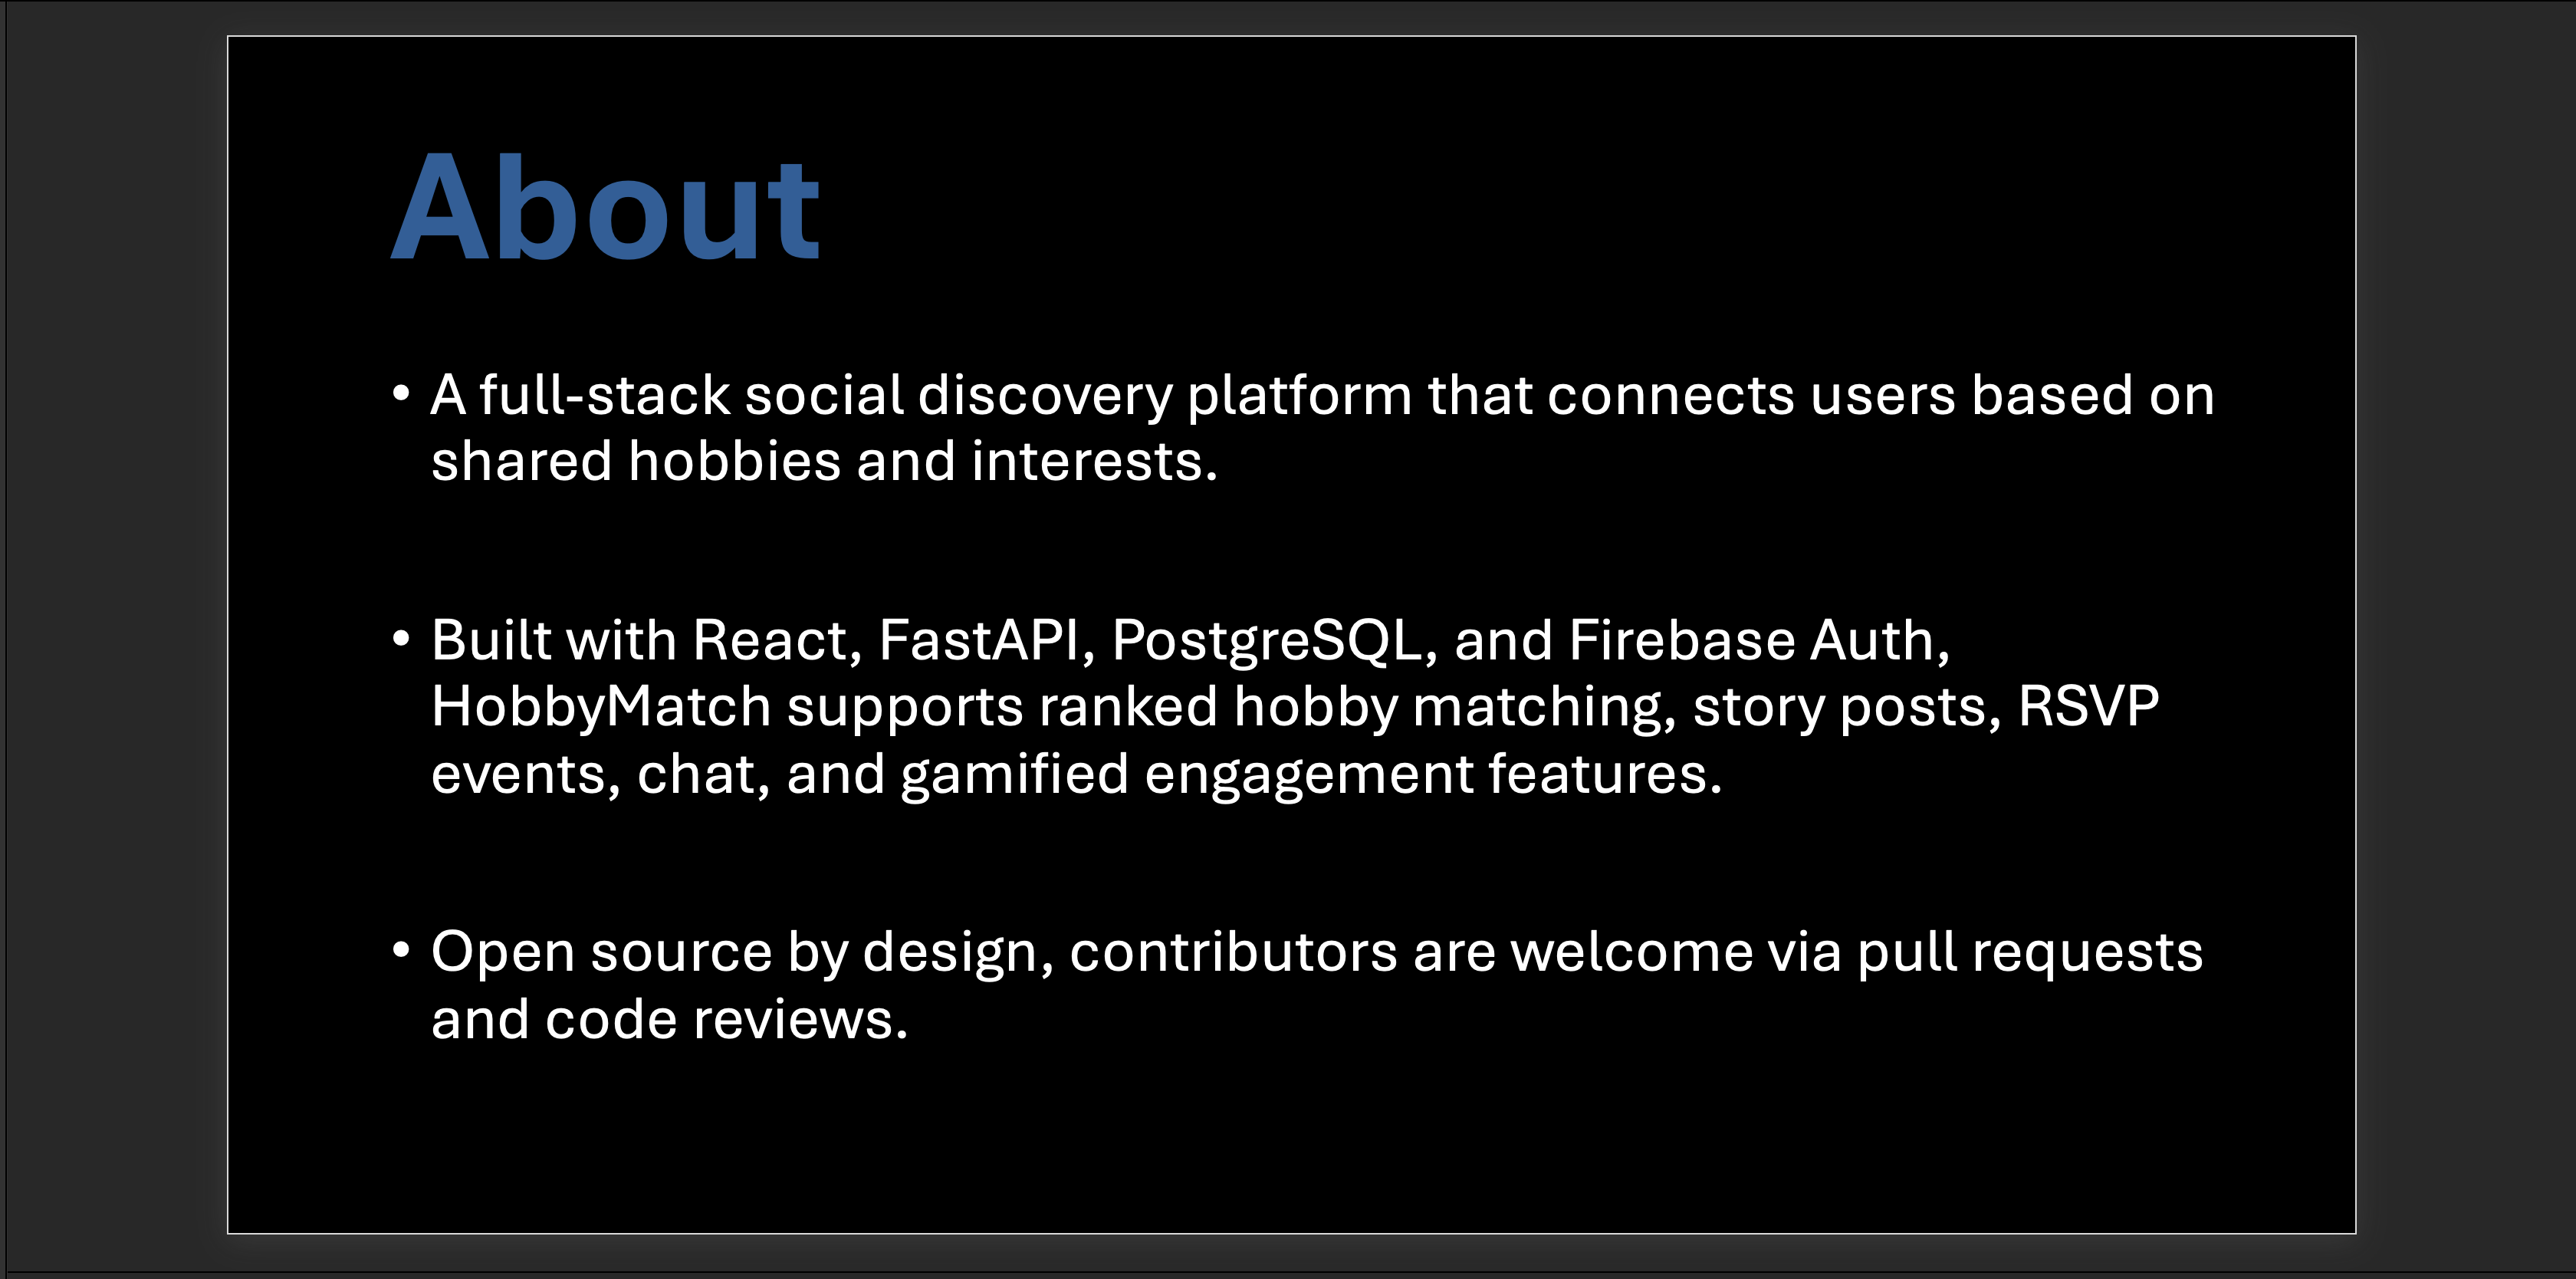 About
• A full-stack social discovery platform that connects users based on
shared hobbies and interests.
• Built with React, FastAPI, PostgreSQL, and Firebase Auth,
HobbyMatch supports ranked hobby matching, story posts, RSVP
events, chat, and gamified engagement features.
• Open source by design, contributors are welcome via pull requests
and code reviews.